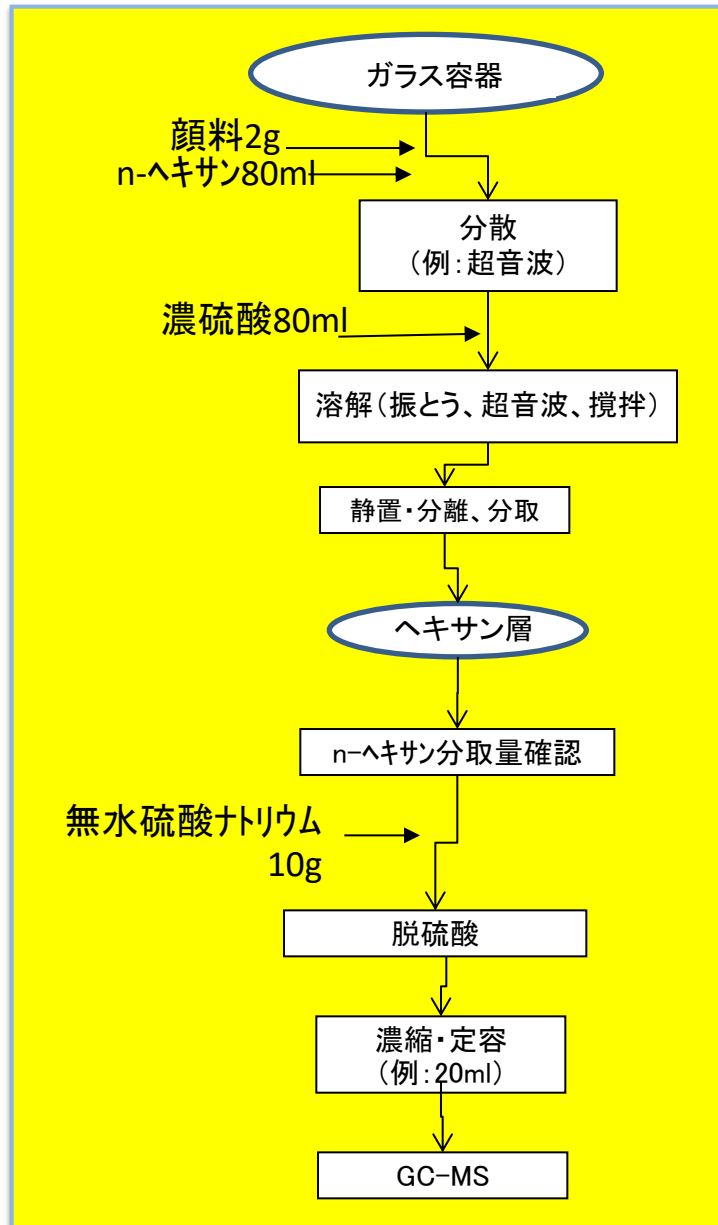 ガラス容器
顔料2g
n-ヘキサン80ml
分散
（例：超音波）
濃硫酸80ml
溶解（振とう、超音波、撹拌）
静置・分離、分取
ヘキサン層
n-ヘキサン分取量確認
無水硫酸ナトリウム
10g
脱硫酸
濃縮・定容
（例：20ml）
GC-MS